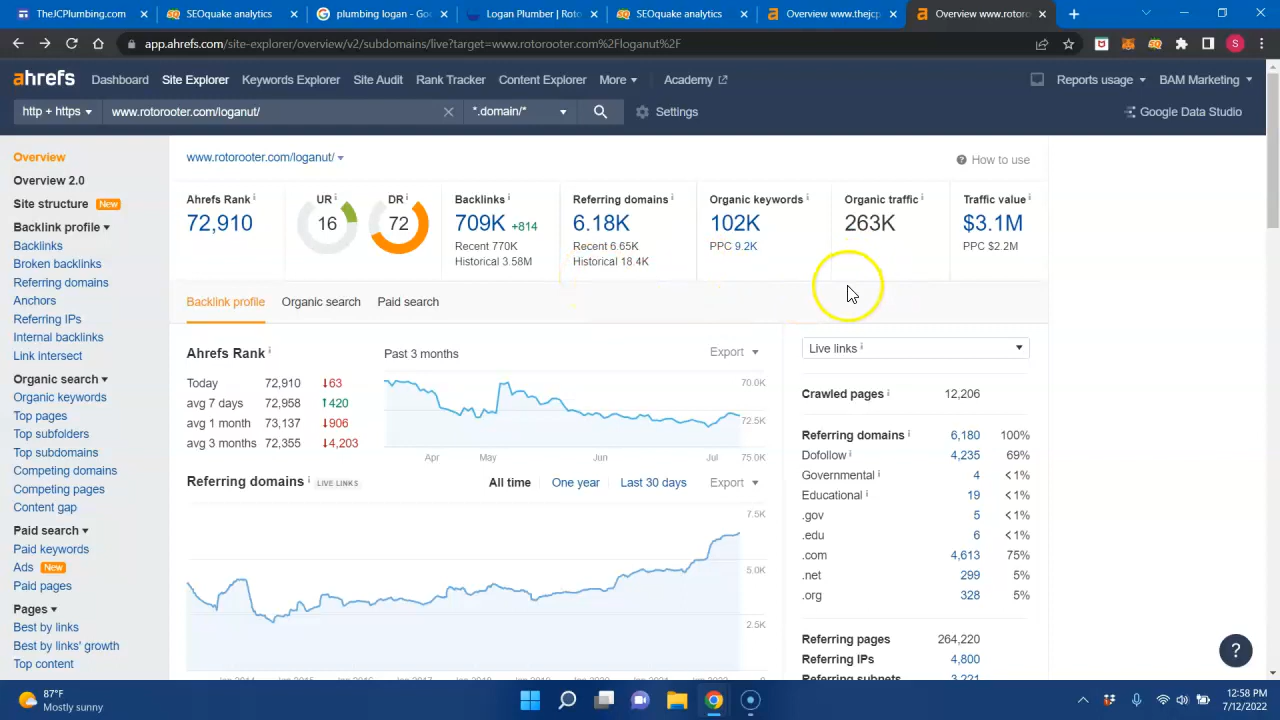 TheJCPlumbing.com
SEOquake analytics
plumbing logan - Goo
Logan Plumber | Roto
SEOquake analytics
Overview www.thejcp
Overview www.rotoro
app.ahrefs.com/site-explorer/overview/v2/subdomains/live?target=www.rotorooter.com%2Floganut%2F
S
ahrefs Dashboard Site Explorer Keywords Explorer Site Audit Rank Tracker Content Explorer More Academy Reports usage BAM Marketing
http + https www.rotorooter.com/loganut/ *.domain/* Settings Google Data Studio
Overview
Overview 2.0
Site structure New
Backlink profile
Backlinks
Broken backlinks
Referring domains
Anchors
Referring IPs
Internal backlinks
Link intersect
Organic search
Organic keywords
Top pages
Top subfolders
Top subdomains
Competing domains
Competing pages
Content gap
Paid search
Paid keywords
Ads New
Paid pages
Pages
Best by links
Best by links' growth
Top content
www.rotorooter.com/loganut/
How to use
Ahrefs Rank
72,910
UR
16
DR
72
Backlinks
709K +814
Recent 770K
Historical 3.58M
Referring domains
6.18K
Recent 6.65K
Historical 18.4K
Organic keywords
102K
PPC 9.2K
Organic traffic
263K
Traffic value
$3.1M
PPC $2.2M
Backlink profile Organic search Paid search
Ahrefs Rank Past 3 months Export
Today 72,910 ↓63
avg 7 days 72,958 ↑420
avg 1 month 73,137 ↓906
avg 3 months 72,355 ↓4,203
70.0K
72.5K
75.0K
Apr May Jun Jul
Referring domains LIVE LINKS All time One year Last 30 days Export
7.5K
5.0K
2.5K
Live links
Crawled pages 12,206
Referring domains 6,180 100%
Dofollow 4,235 69%
Governmental 4 <1%
Educational 19 <1%
.gov 5 <1%
.edu 6 <1%
.com 4,613 75%
.net 299 5%
.org 328 5%
Referring pages 264,220
Referring IPs 4,800
Referring subnets 3,221
?
87°F
Mostly sunny
12:58 PM
7/12/2022